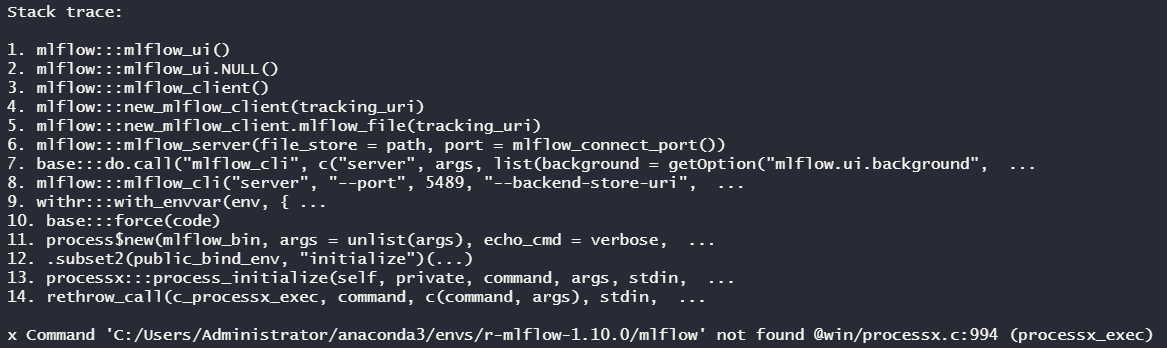 Stack trace:
1. mlflow:::mlflow_ui()
2. mlflow:::mlflow_ui.NULL()
3. mlflow:::mlflow_client()
4. mlflow:::new_mlflow_client(tracking_uri)
5. mlflow:::new_mlflow_client.mlflow_file(tracking_uri)
6. mlflow:::mlflow_server(file_store = path, port = mlflow_connect_port())
7. base:::do.call("mlflow_cli", c("server", args, list(background = getOption("mlflow.ui.background",  ...
8. mlflow:::mlflow_cli("server", "--port", 5489, "--backend-store-uri",  ...
9. withr:::with_envvar(env, { ...
10. base:::force(code)
11. process$new(mlflow_bin, args = unlist(args), echo_cmd = verbose,  ...
12. .subset2(public_bind_env, "initialize")(...)
13. processx:::process_initialize(self, private, command, args, stdin,  ...
14. rethrow_call(c_processx_exec, command, c(command, args), stdin,  ...
x Command 'C:/Users/Administrator/anaconda3/envs/r-mlflow-1.10.0/mlflow' not found @win/processx.c:994 (processx_exec)